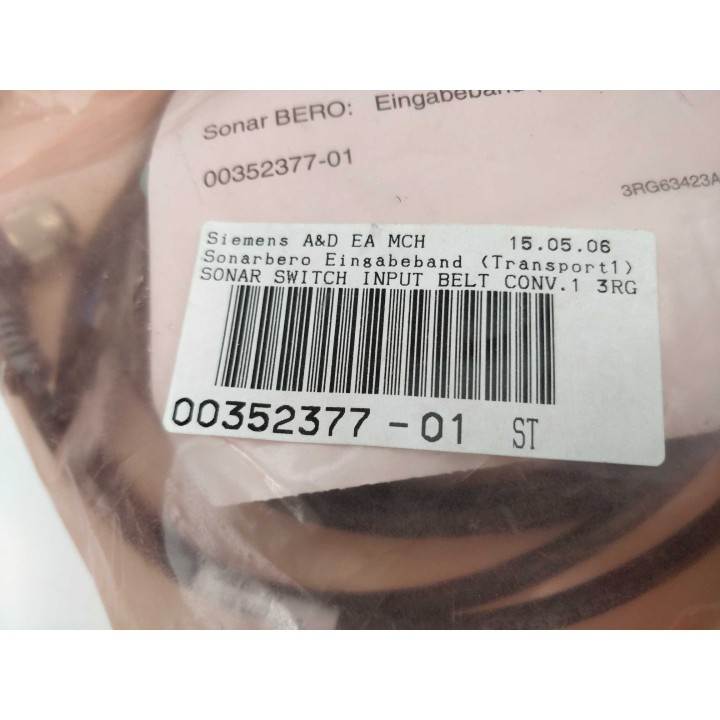 Sonar BERO: Eingabeband
00352377-01
3RG63423A
Siemens A&D EA MCH 15.05.06
Sonarbero Eingabeband (Transport1)
SONAR SWITCH INPUT BELT CONV.1 3RG
00352377-01 ST